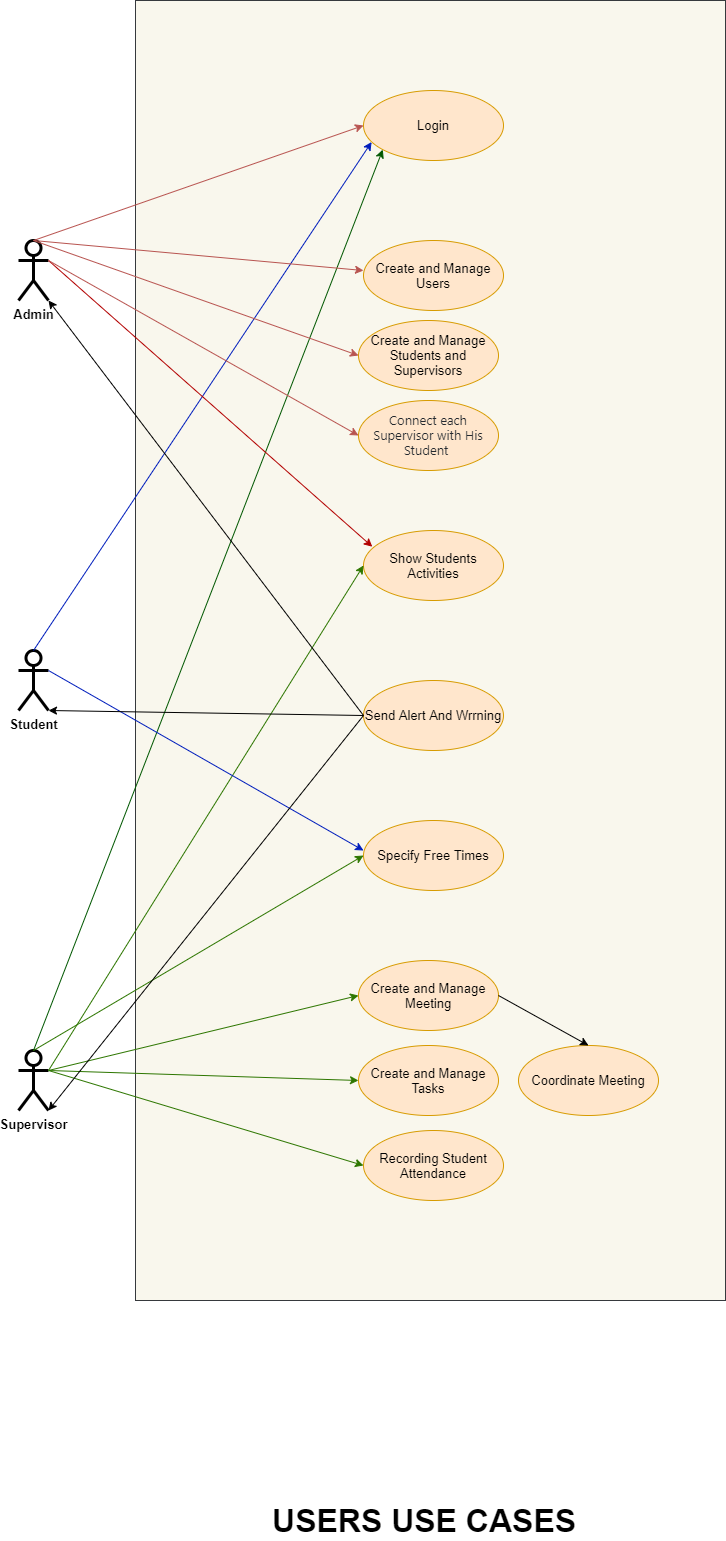 Login
Create and Manage
Users
Admin
Create and Manage
Students and
Supervisors
Connect each
Supervisor with His
Student
Show Students
Activities
Send Alert And Wrrning
Student
Specify Free Times
Create and Manage
Meeting
Create and Manage
Tasks
Coordinate Meeting
Supervisor
Recording Student
Attendance
USERS USE CASES